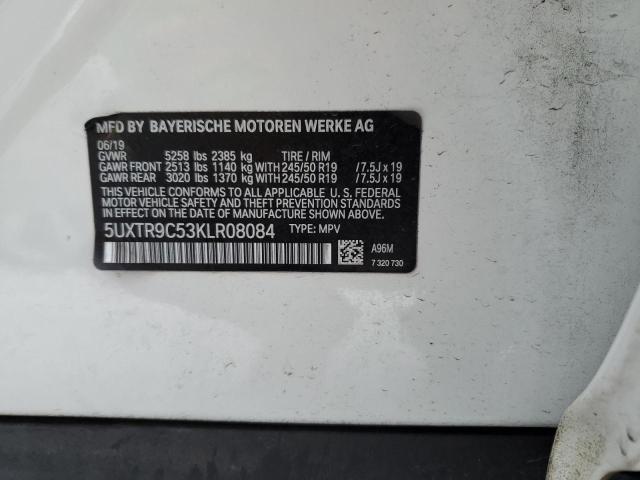 MFD BY BAYERISCHE MOTOREN WERKE AG
06/19
GVWR 5258 lbs 2385 kg TIRE / RIM
GAWR FRONT 2513 lbs 1140 kg WITH 245/50 R19 /7.5J x 19
GAWR REAR 3020 lbs 1370 kg WITH 245/50 R19 /7.5J x 19
THIS VEHICLE CONFORMS TO ALL APPLICABLE U. S. FEDERAL
MOTOR VEHICLE SAFETY AND THEFT PREVENTION STANDARDS
IN EFFECT ON THE DATE OF MANUFACTURE SHOWN ABOVE.
5UXTR9C53KLR08084 TYPE: MPV
A96M
7 320 730